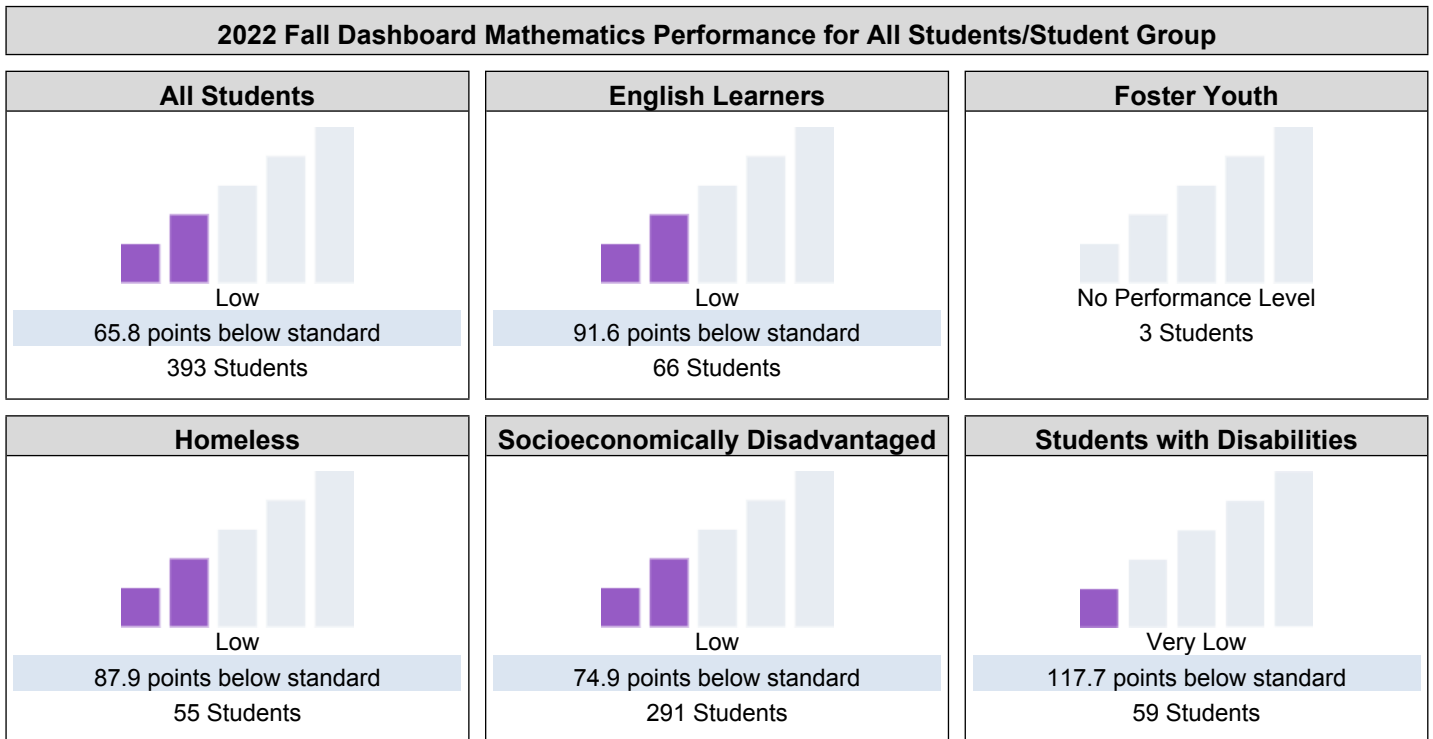 2022 Fall Dashboard Mathematics Performance for All Students/Student Group
All Students
Low
65.8 points below standard
393 Students
English Learners
Low
91.6 points below standard
66 Students
Foster Youth
No Performance Level
3 Students
Homeless
Low
87.9 points below standard
55 Students
Socioeconomically Disadvantaged
Low
74.9 points below standard
291 Students
Students with Disabilities
Very Low
117.7 points below standard
59 Students